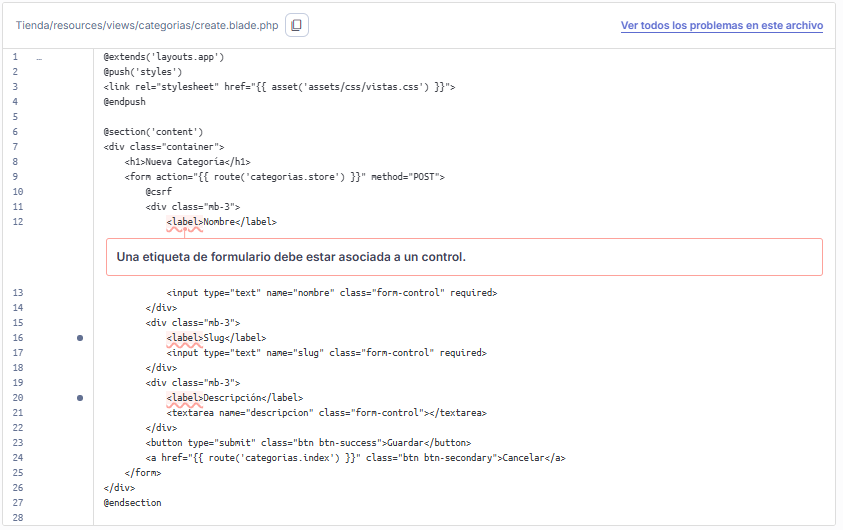 Tienda/resources/views/categorias/create.blade.php
Ver todos los problemas en este archivo
1 @extends('layouts.app')
2 @push('styles')
3 <link rel="stylesheet" href="{{ asset('assets/css/vistas.css') }}">
4 @endpush
5
6 @section('content')
7 <div class="container">
8 <h1>Nueva Categoría</h1>
9 <form action="{{ route('categorias.store') }}" method="POST">
10 @csrf
11 <div class="mb-3">
12 <label>Nombre</label>
Una etiqueta de formulario debe estar asociada a un control.
13 <input type="text" name="nombre" class="form-control" required>
14 </div>
15 <div class="mb-3">
16 <label>Slug</label>
17 <input type="text" name="slug" class="form-control" required>
18 </div>
19 <div class="mb-3">
20 <label>Descripción</label>
21 <textarea name="descripcion" class="form-control"></textarea>
22 </div>
23 <button type="submit" class="btn btn-success">Guardar</button>
24 <a href="{{ route('categorias.index') }}" class="btn btn-secondary">Cancelar</a>
25 </form>
26 </div>
27 @endsection
28